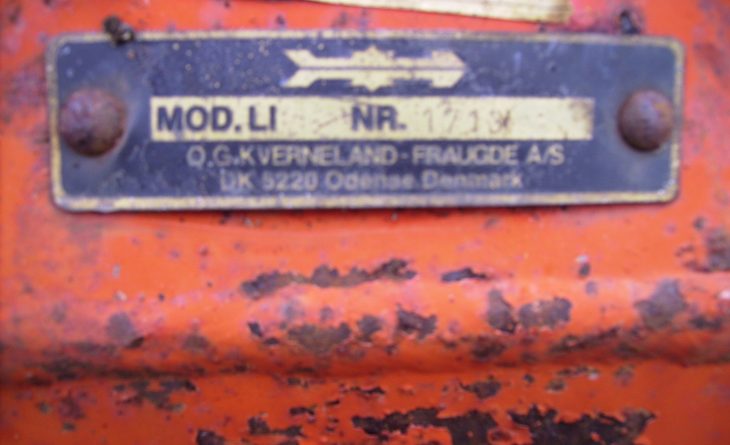 MOD. LI NR.
O.G. KVERNELAND - FRAUGDE A/S
DK 5220 Odense Denmark